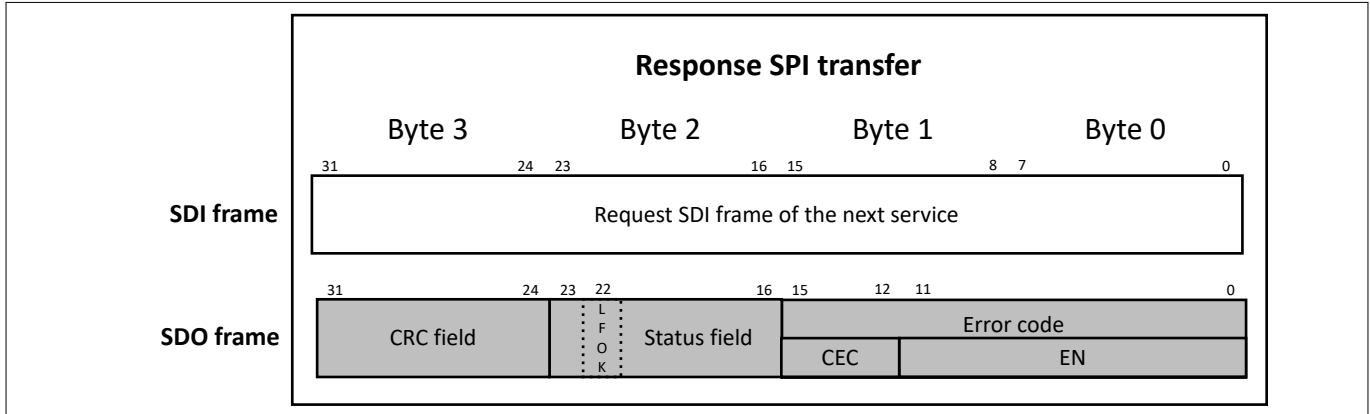 Response SPI transfer
Byte 3 Byte 2 Byte 1 Byte 0
31 24 23 16 15 8 7 0
SDI frame Request SDI frame of the next service
31 24 23 22 16 15 12 11 0
SDO frame CRC field L F O K Status field Error code
CEC EN